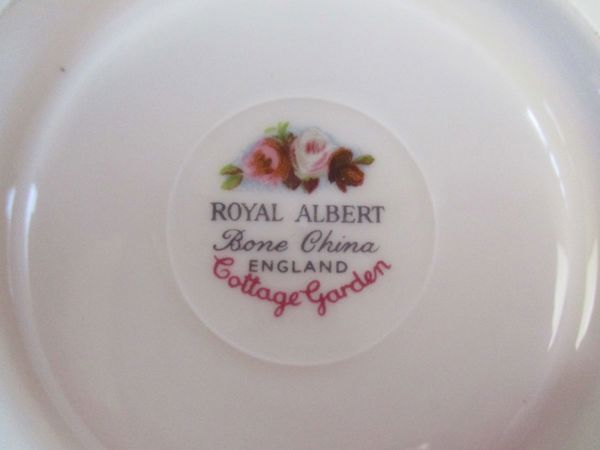 ROYAL ALBERT
Bone China
ENGLAND
Cottage Garden